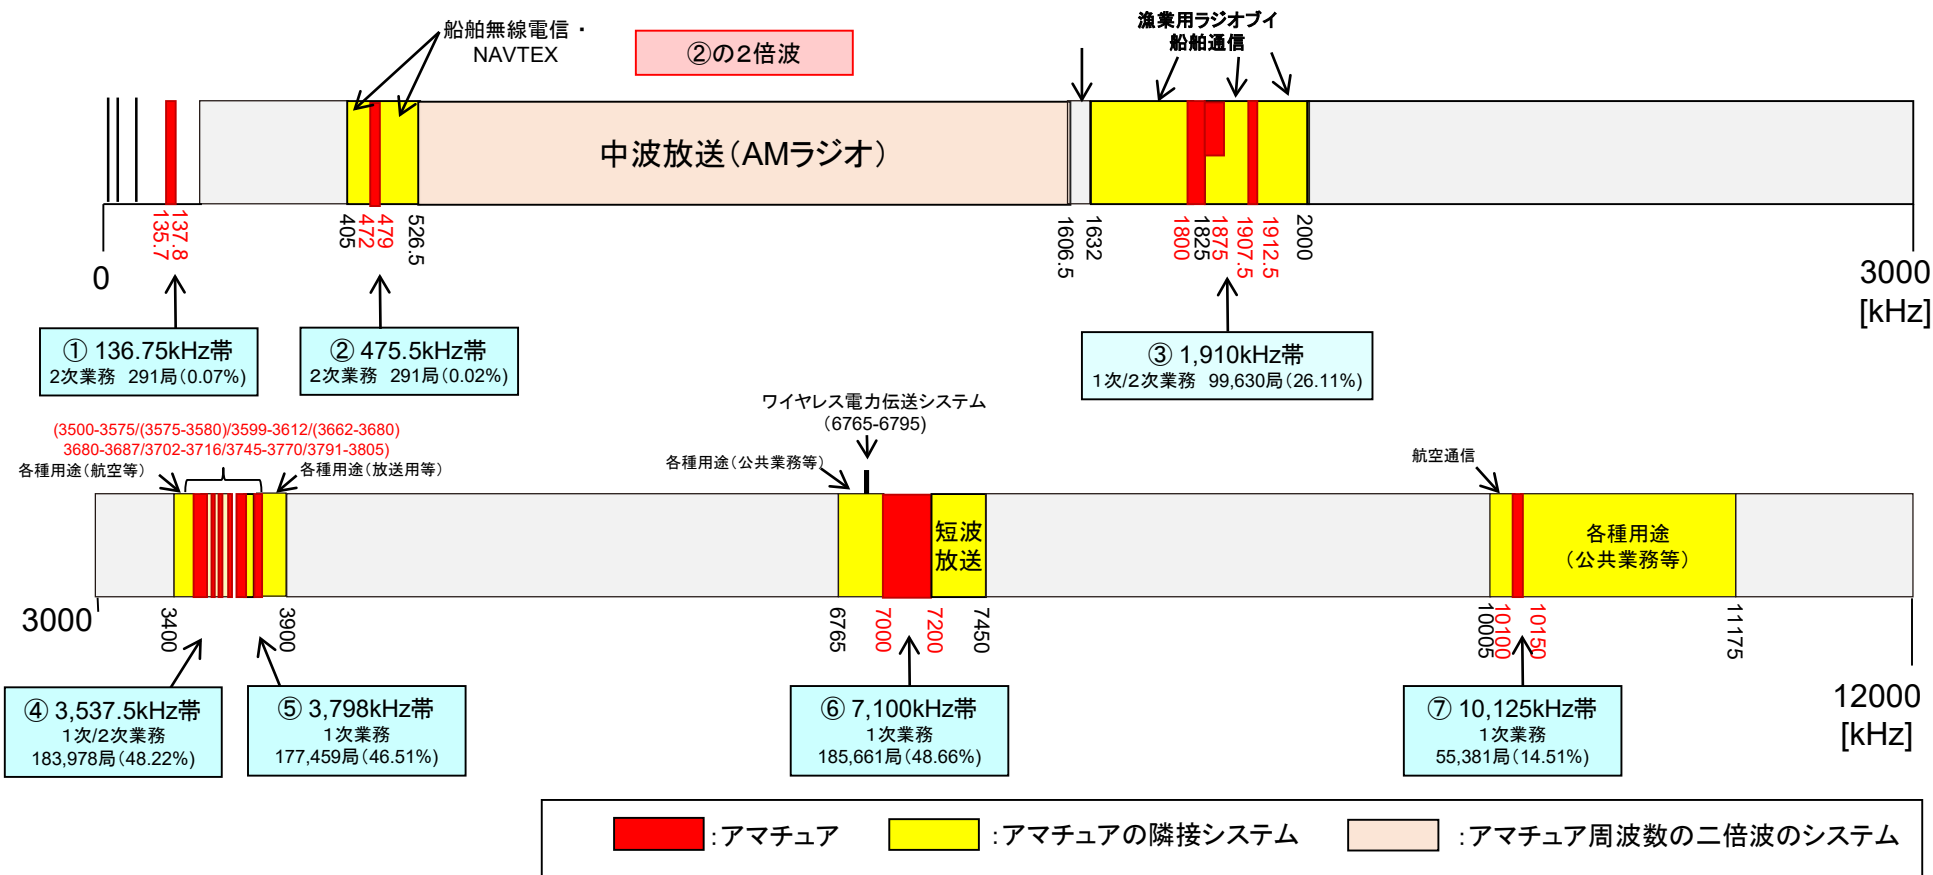 船舶無線電信・
NAVTEX
②の2倍波
漁業用ラジオブイ
船舶通信
中波放送（AMラジオ）
135.7
137.8
405
472
479
526.5
1606.5
1632
1800
1825
1875
1907.5
1912.5
2000
0
3000
[kHz]
① 136.75kHz帯
2次業務 291局(0.07%)
② 475.5kHz帯
2次業務 291局(0.02%)
③ 1,910kHz帯
1次/2次業務 99,630局(26.11%)
(3500-3575/(3575-3580)/3599-3612/(3662-3680)
3680-3687/3702-3716/3745-3770/3791-3805)
各種用途(航空等)
各種用途(放送用等)
ワイヤレス電力伝送システム
(6765-6795)
各種用途(公共業務等)
航空通信
短波
放送
各種用途
（公共業務等）
3000
3400
3900
6765
7000
7200
7450
10005
10100
10150
11175
12000
[kHz]
④ 3,537.5kHz帯
1次/2次業務
183,978局(48.22%)
⑤ 3,798kHz帯
1次業務
177,459局(46.51%)
⑥ 7,100kHz帯
1次業務
185,661局(48.66%)
⑦ 10,125kHz帯
1次業務
55,381局(14.51%)
：アマチュア
：アマチュアの隣接システム
：アマチュア周波数の二倍波のシステム